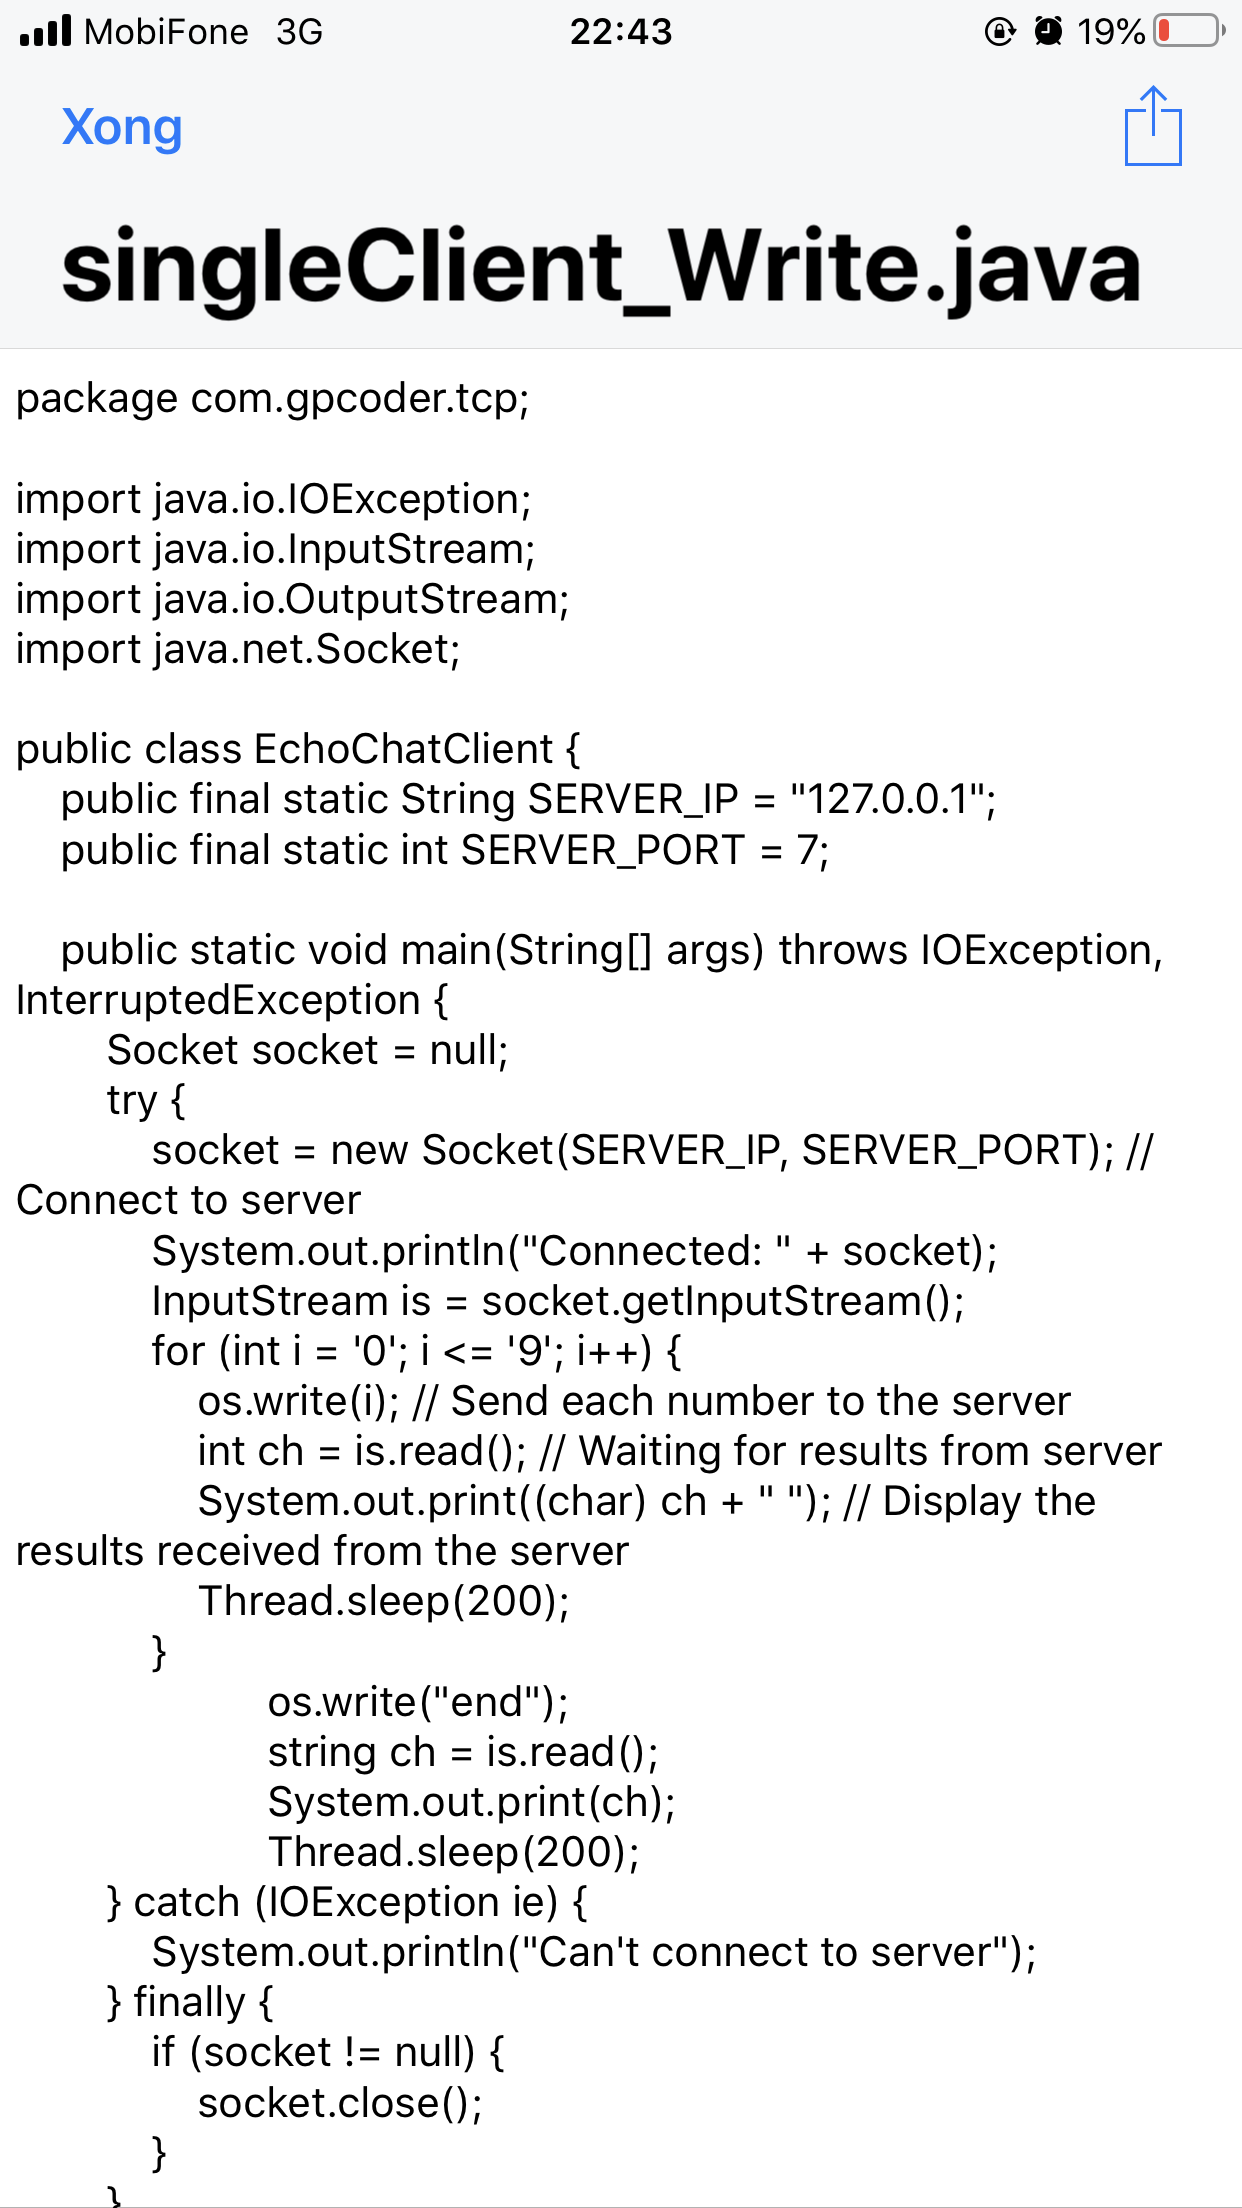 MobiFone 3G 22:43 19%
Xong
singleClient_Write.java
package com.gpcoder.tcp;
import java.io.IOException;
import java.io.InputStream;
import java.io.OutputStream;
import java.net.Socket;
public class EchoChatClient {
public final static String SERVER_IP = "127.0.0.1";
public final static int SERVER_PORT = 7;
public static void main(String[] args) throws IOException,
InterruptedException {
Socket socket = null;
try {
socket = new Socket(SERVER_IP, SERVER_PORT); //
Connect to server
System.out.println("Connected: " + socket);
InputStream is = socket.getInputStream();
for (int i = '0'; i <= '9'; i++) {
os.write(i); // Send each number to the server
int ch = is.read(); // Waiting for results from server
System.out.print((char) ch + " "); // Display the
results received from the server
Thread.sleep(200);
}
os.write("end");
string ch = is.read();
System.out.print(ch);
Thread.sleep(200);
} catch (IOException ie) {
System.out.println("Can't connect to server");
} finally {
if (socket != null) {
socket.close();
}
}